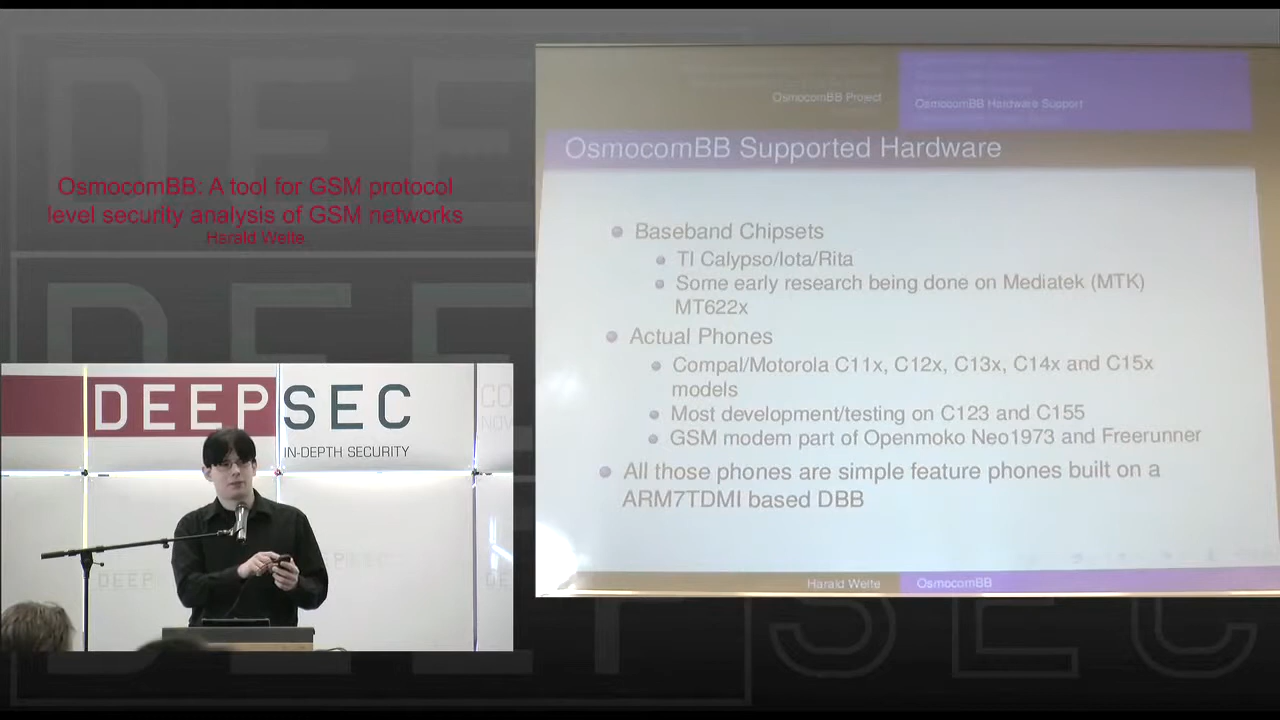 OsmocomBB: A tool for GSM protocol
level security analysis of GSM networks
Harald Welte
DEEPSEC
IN-DEPTH SECURITY
DEEP
OsmocomBB Project
OsmocomBB Hardware Support
OsmocomBB Supported Hardware
Baseband Chipsets
TI Calypso/Iota/Rita
Some early research being done on Mediatek (MTK)
MT622x
Actual Phones
Compal/Motorola C11x, C12x, C13x, C14x and C15x
models
Most development/testing on C123 and C155
GSM modem part of Openmoko Neo1973 and Freerunner
All those phones are simple feature phones built on a
ARM7TDMI based DBB
Harald Welte
OsmocomBB